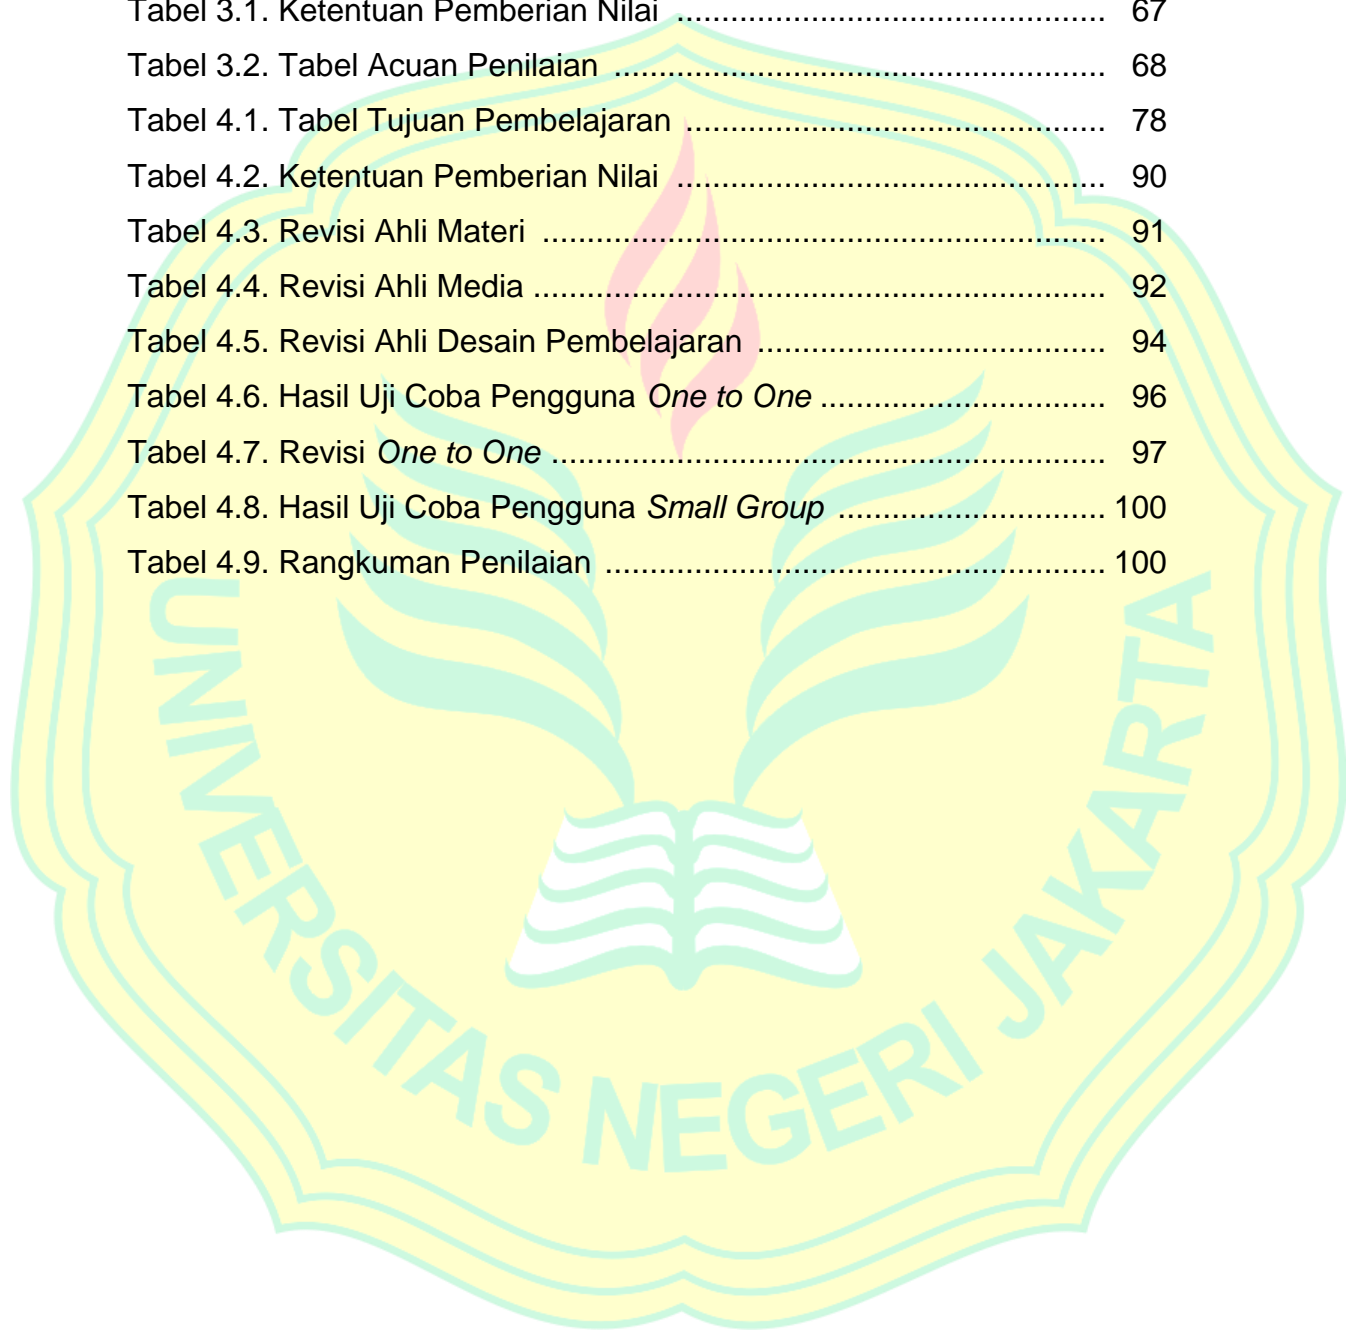 Tabel 3.1. Ketentuan Pemberian Nilai ................................................ 67
Tabel 3.2. Tabel Acuan Penilaian ....................................................... 68
Tabel 4.1. Tabel Tujuan Pembelajaran ............................................... 78
Tabel 4.2. Ketentuan Pemberian Nilai ................................................ 90
Tabel 4.3. Revisi Ahli Materi ............................................................... 91
Tabel 4.4. Revisi Ahli Media ................................................................ 92
Tabel 4.5. Revisi Ahli Desain Pembelajaran ....................................... 94
Tabel 4.6. Hasil Uji Coba Pengguna One to One ................................ 96
Tabel 4.7. Revisi One to One .............................................................. 97
Tabel 4.8. Hasil Uji Coba Pengguna Small Group .............................. 100
Tabel 4.9. Rangkuman Penilaian ........................................................ 100
UNIVERSITAS NEGERI JAKARTA